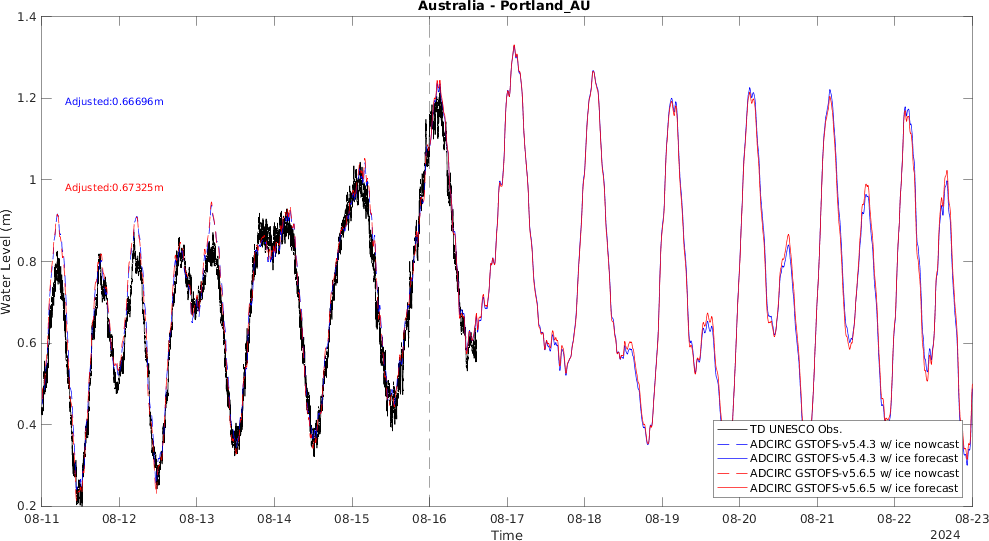 Australia - Portland_AU
1.4
1.2
1
0.8
0.6
0.4
0.2
Water Level (m)
Adjusted:0.66696m
Adjusted:0.67325m
TD UNESCO Obs.
ADCIRC GSTOFS-v5.4.3 w/ ice nowcast
ADCIRC GSTOFS-v5.4.3 w/ ice forecast
ADCIRC GSTOFS-v5.6.5 w/ ice nowcast
ADCIRC GSTOFS-v5.6.5 w/ ice forecast
08-11 08-12 08-13 08-14 08-15 08-16 08-17 08-18 08-19 08-20 08-21 08-22 08-23
Time
2024